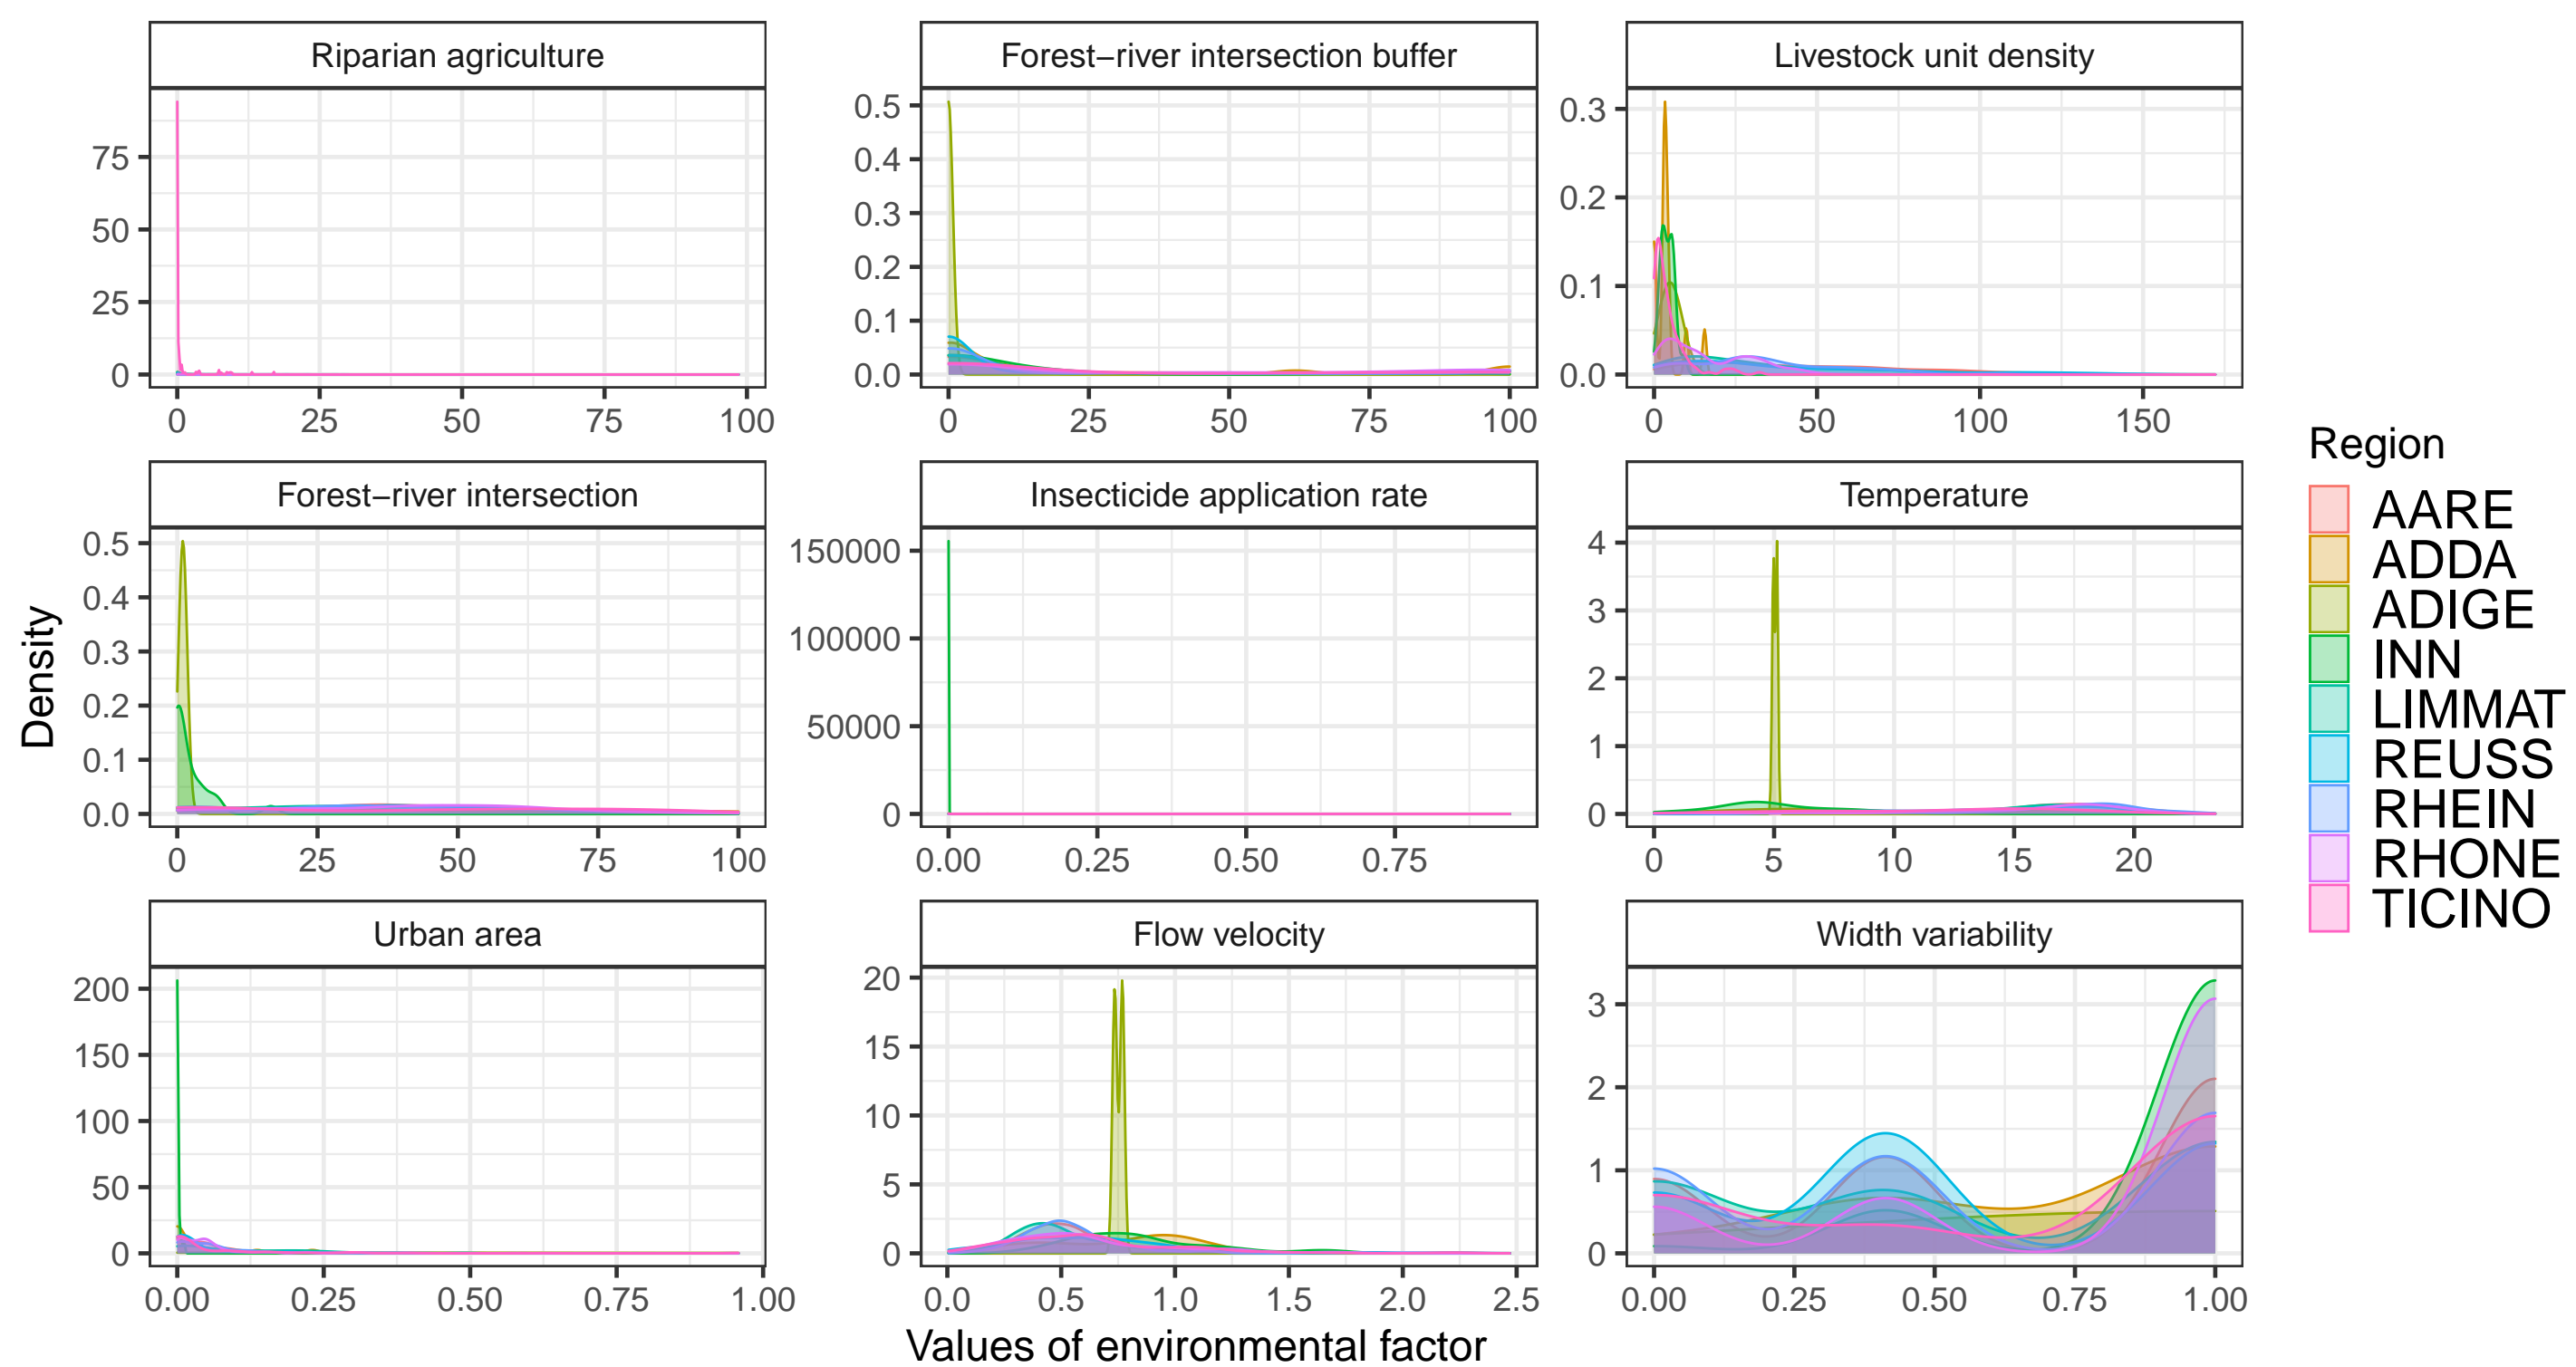 Riparian agriculture
Forest−river intersection buffer
Livestock unit density
75
50
25
0
0 25 50 75 100
0.5
0.4
0.3
0.2
0.1
0.0
0 25 50 75 100
0.3
0.2
0.1
0.0
0 50 100 150
Forest−river intersection
Insecticide application rate
Temperature
0.5
0.4
0.3
0.2
0.1
0.0
0 25 50 75 100
150000
100000
50000
0
0.00 0.25 0.50 0.75
4
3
2
1
0
0 5 10 15 20
Urban area
Flow velocity
Width variability
200
150
100
50
0
0.00 0.25 0.50 0.75 1.00
20
15
10
5
0
0.0 0.5 1.0 1.5 2.0 2.5
3
2
1
0
0.00 0.25 0.50 0.75 1.00
Density
Values of environmental factor
Region
AARE
ADDA
ADIGE
INN
LIMMAT
REUSS
RHEIN
RHONE
TICINO